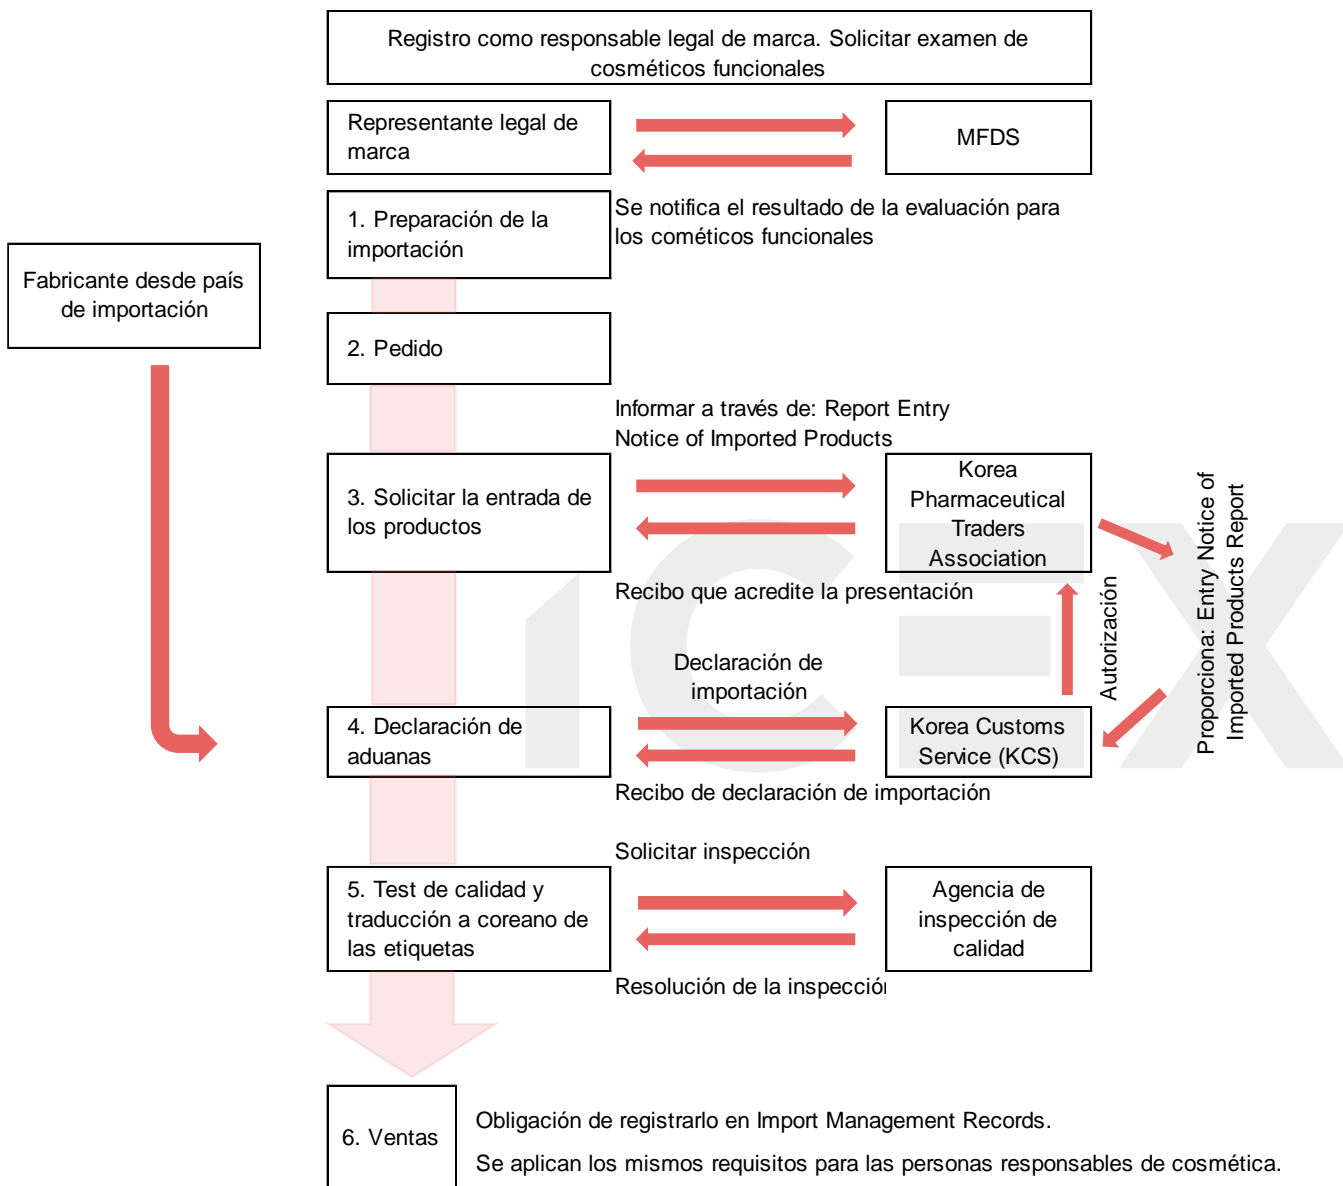 Registro como responsable legal de marca. Solicitar examen de
cosméticos funcionales
Representante legal de
marca
MFDS
1. Preparación de la
importación
Se notifica el resultado de la evaluación para
los cométicos funcionales
Fabricante desde país
de importación
2. Pedido
Informar a través de: Report Entry
Notice of Imported Products
3. Solicitar la entrada de
los productos
Korea
Pharmaceutical
Traders
Association
Proporciona: Entry Notice of
Imported Products Report
Recibo que acredite la presentación
Autorización
Declaración de
importación
4. Declaración de
aduanas
Korea Customs
Service (KCS)
Recibo de declaración de importación
Solicitar inspección
5. Test de calidad y
traducción a coreano de
las etiquetas
Agencia de
inspección de
calidad
Resolución de la inspección
6. Ventas
Obligación de registrarlo en Import Management Records.
Se aplican los mismos requisitos para las personas responsables de cosmética.
ICEX